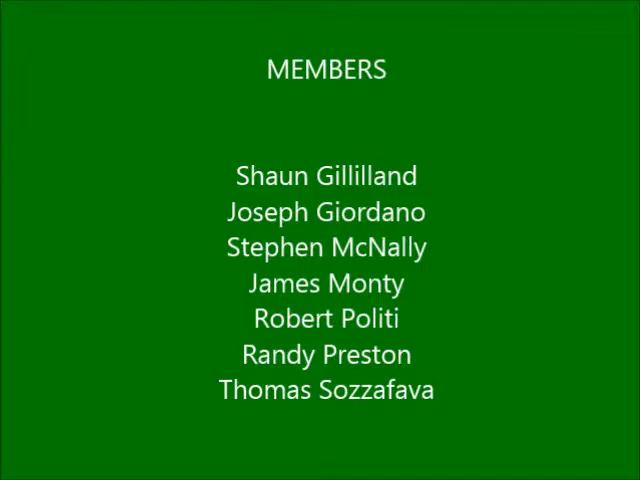 MEMBERS
Shaun Gillilland
Joseph Giordano
Stephen McNally
James Monty
Robert Politi
Randy Preston
Thomas Sozzafava